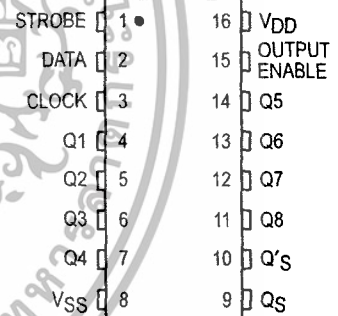 STROBE 1 16 VDD
DATA 2 15 OUTPUT ENABLE
CLOCK 3 14 Q5
Q1 4 13 Q6
Q2 5 12 Q7
Q3 6 11 Q8
Q4 7 10 Q'S
VSS 8 9 QS